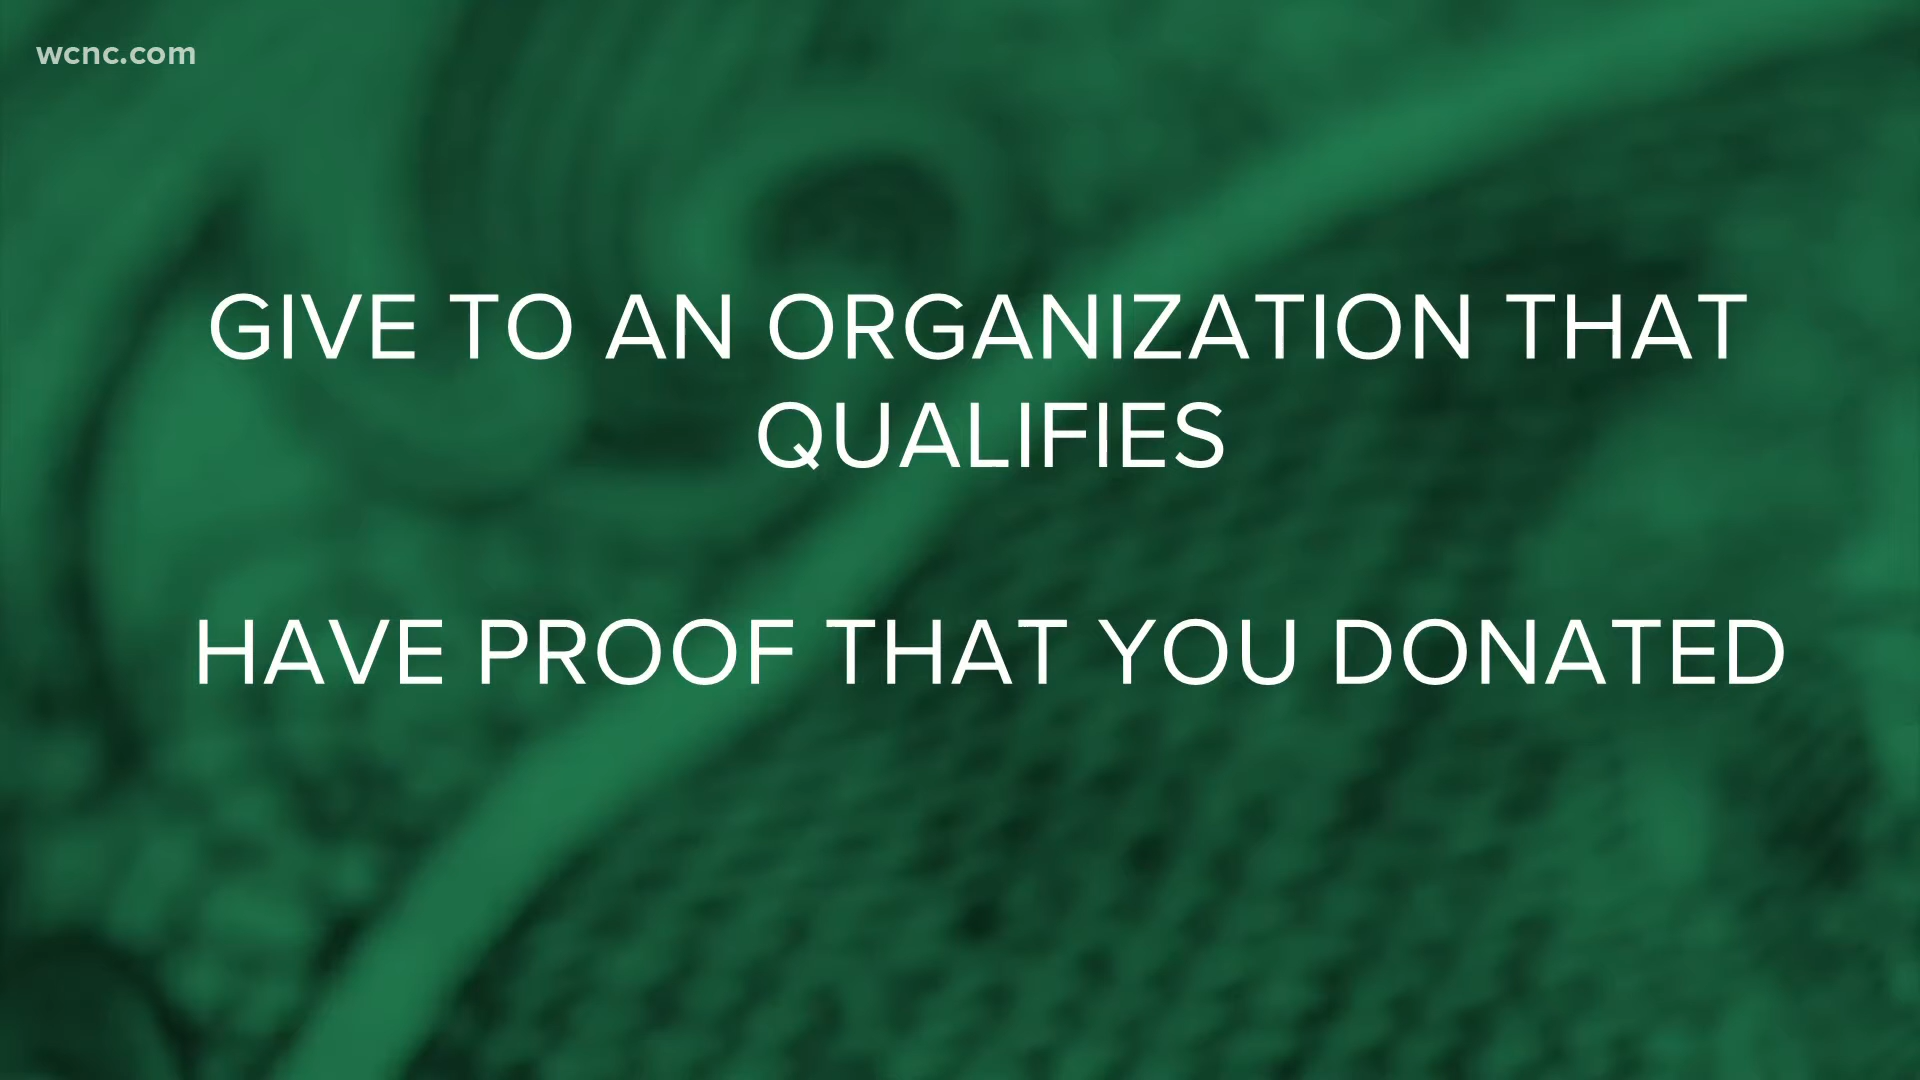 wcnc.com
GIVE TO AN ORGANIZATION THAT
QUALIFIES
HAVE PROOF THAT YOU DONATED